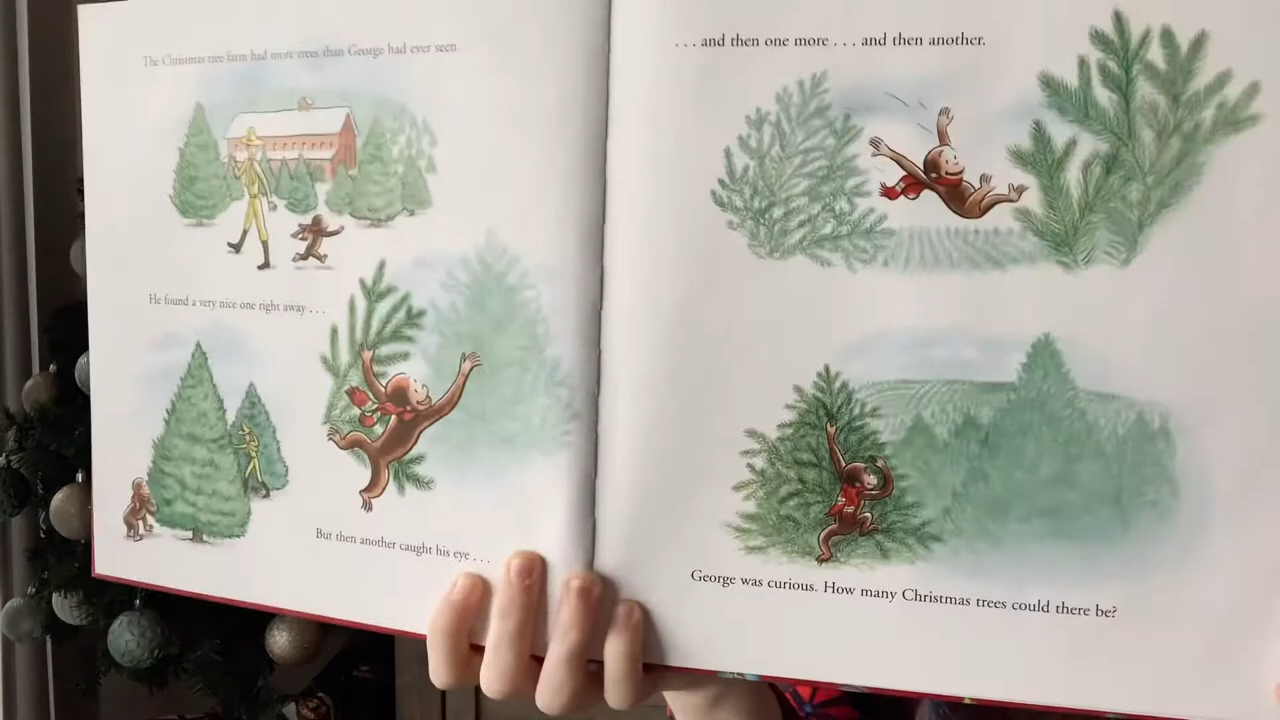 The Christmas tree farm had more trees than George had ever seen.
He found a very nice one right away . . .
But then another caught his eye . . .
. . . and then one more . . . and then another.
George was curious. How many Christmas trees could there be?